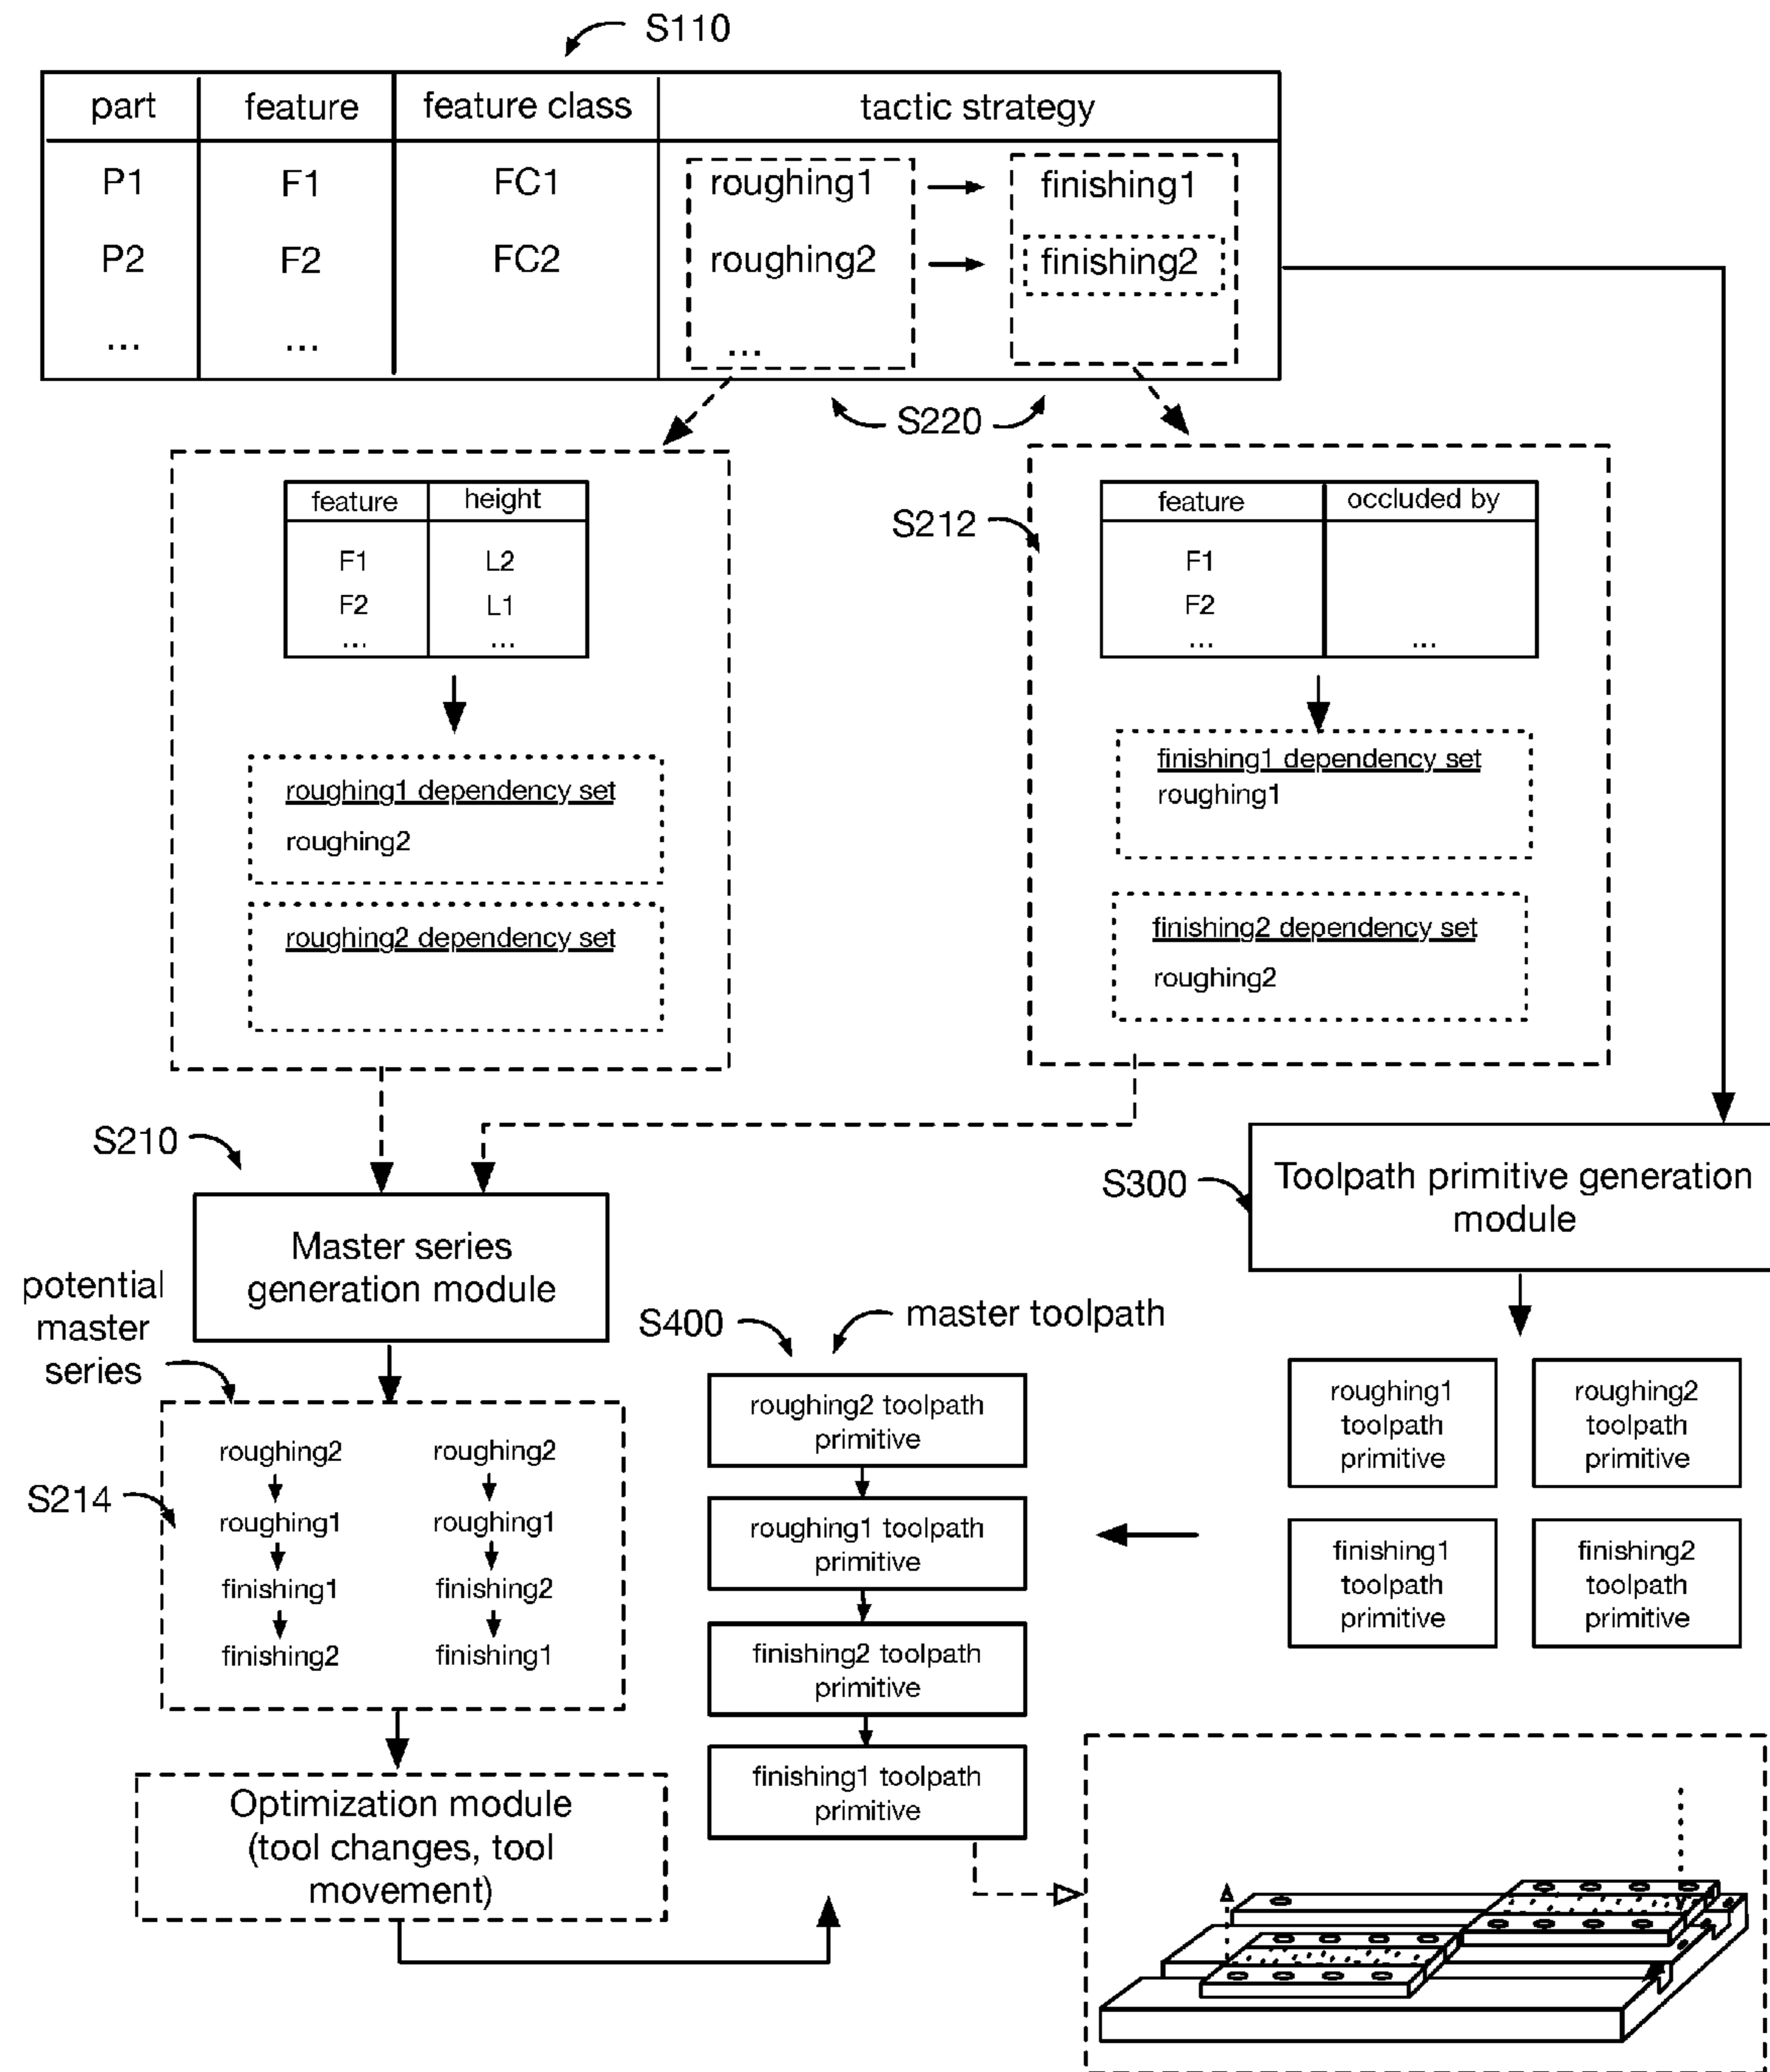 S110
part feature feature class tactic strategy
P1 F1 FC1 roughing1 finishing1
P2 F2 FC2 roughing2 finishing2
... ... ...
S220
feature height
F1 L2
F2 L1
... ...
roughing1 dependency set
roughing2
roughing2 dependency set
S212
feature occluded by
F1
F2
... ...
finishing1 dependency set
roughing1
finishing2 dependency set
roughing2
S210
Master series
generation module
S300
Toolpath primitive generation
module
potential
master
series
S214
roughing2 roughing2
roughing1 roughing1
finishing1 finishing2
finishing2 finishing1
Optimization module
(tool changes, tool
movement)
S400
master toolpath
roughing2 toolpath
primitive
roughing1 toolpath
primitive
finishing2 toolpath
primitive
finishing1 toolpath
primitive
roughing1
toolpath
primitive
roughing2
toolpath
primitive
finishing1
toolpath
primitive
finishing2
toolpath
primitive